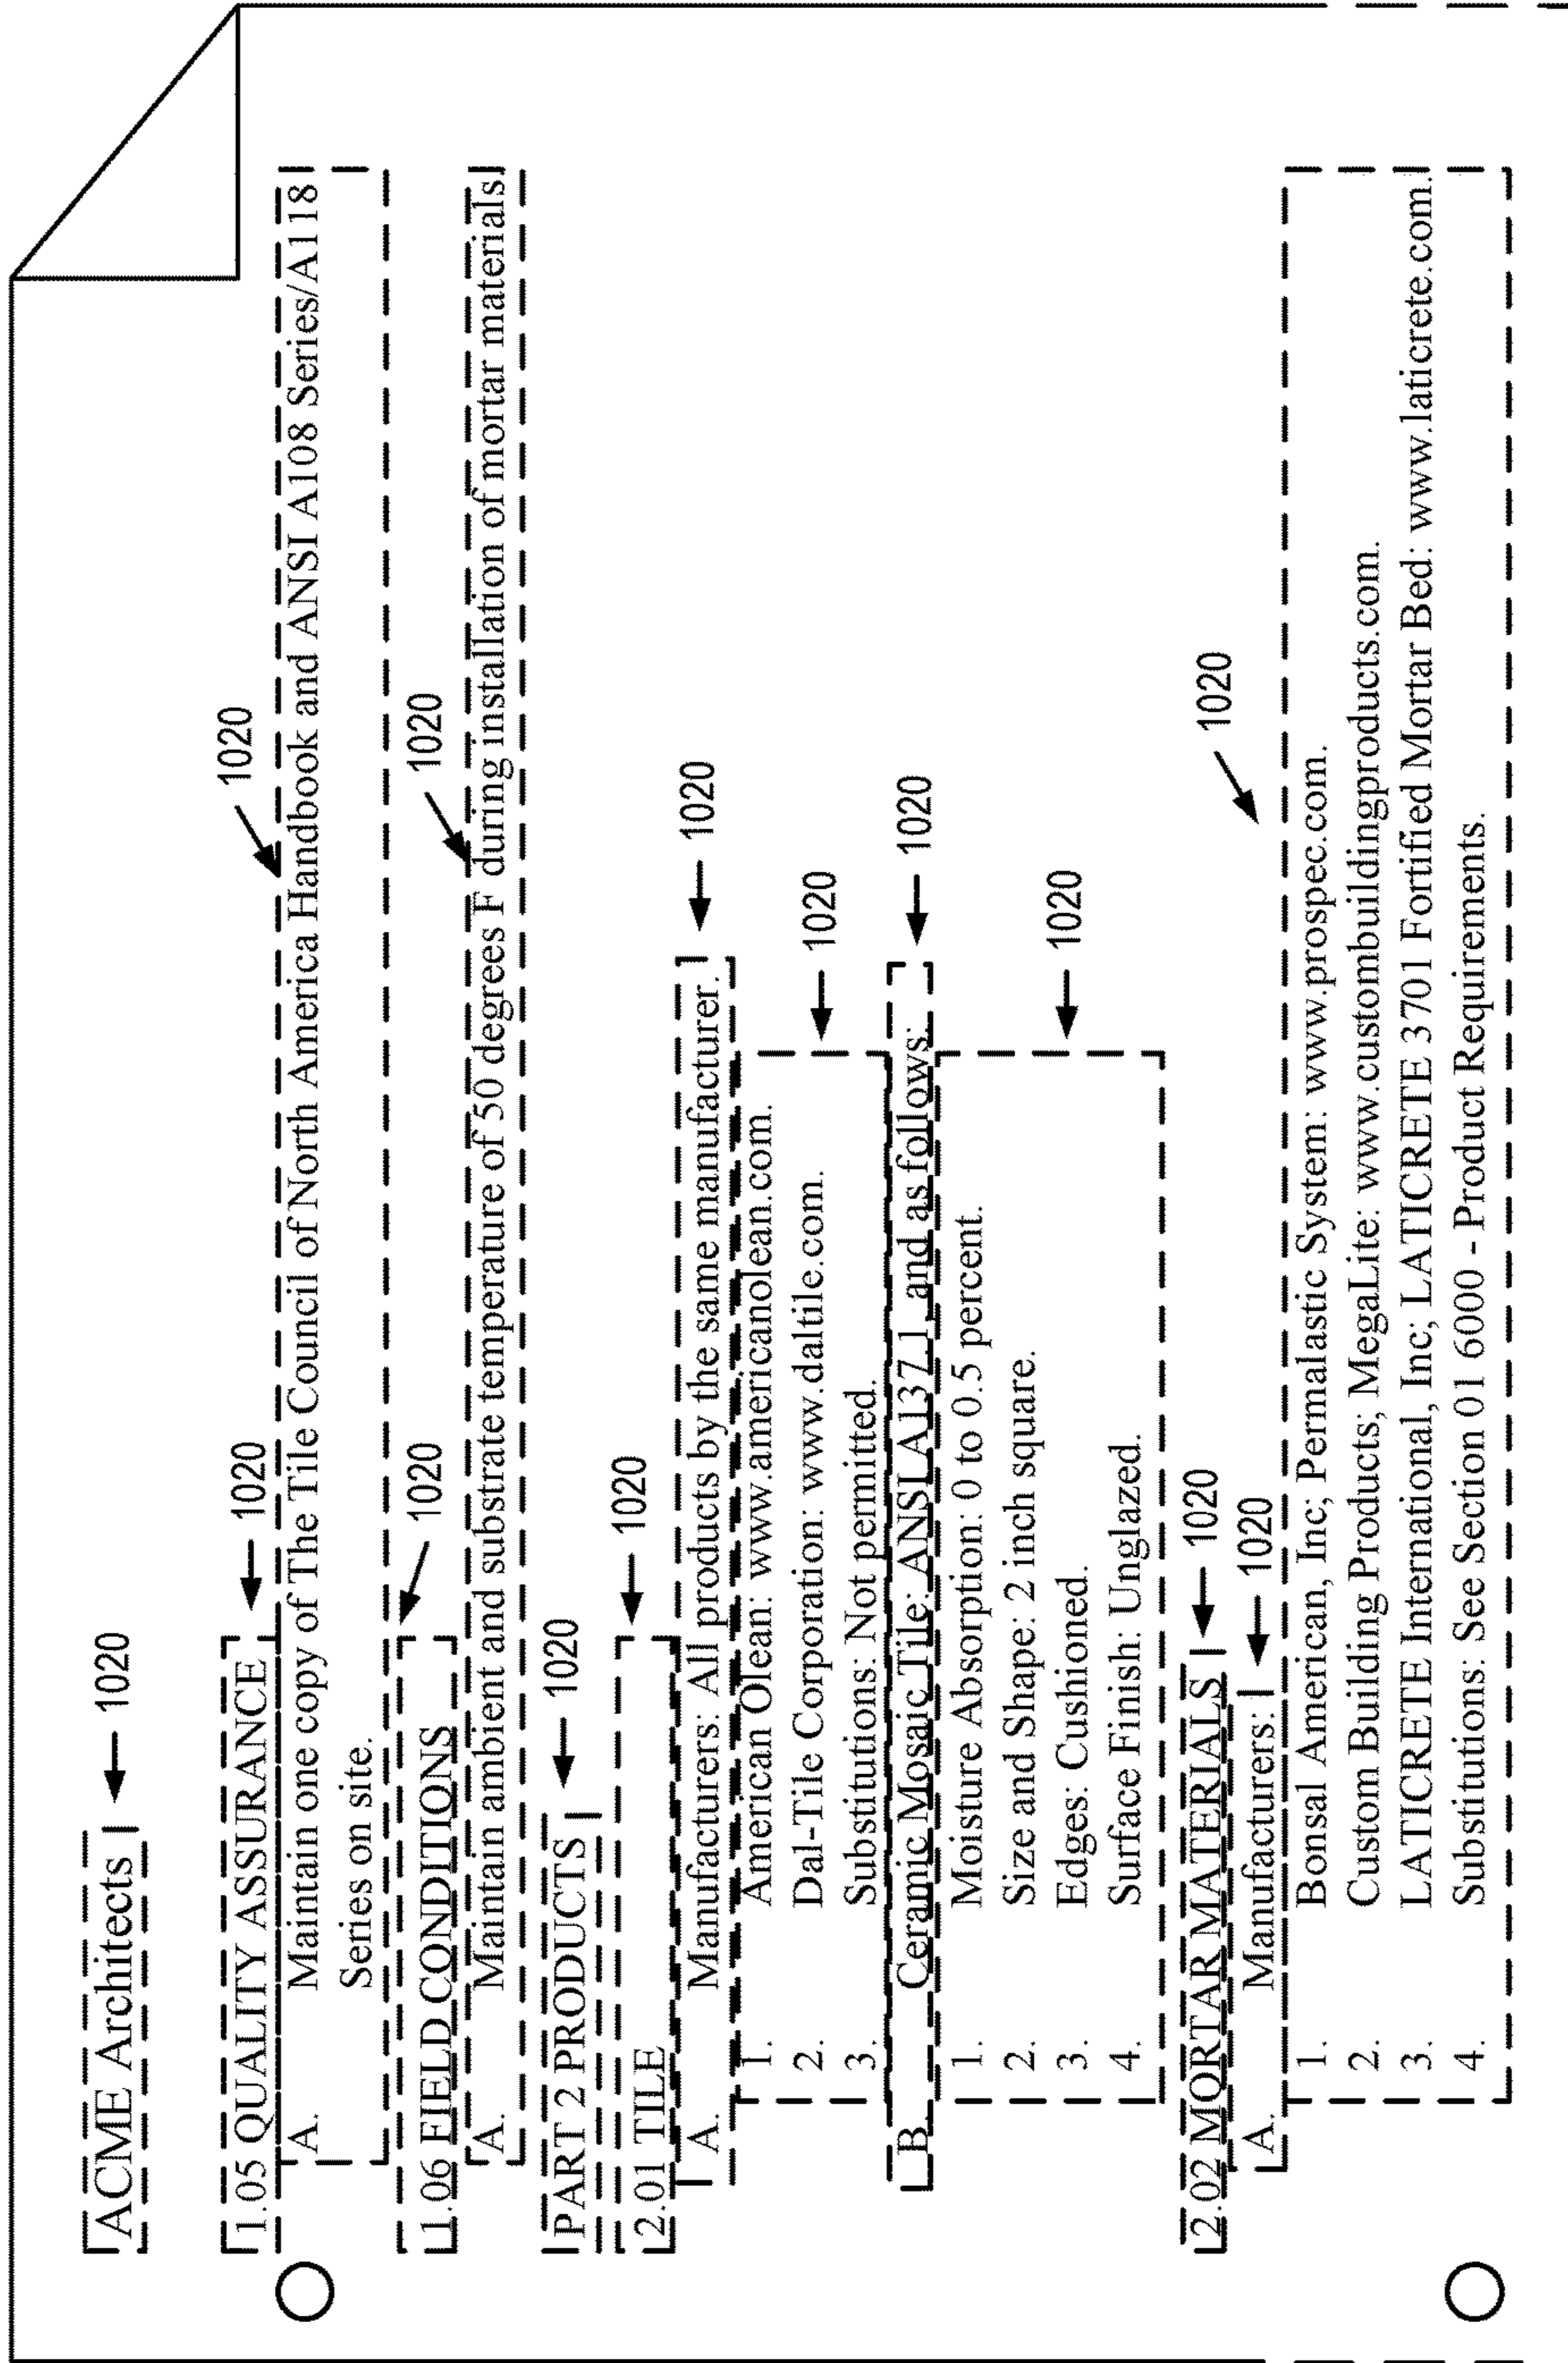 ACME Architects 1020
1.05 QUALITY ASSURANCE 1020
1020
A. Maintain one copy of The Tile Council of North America Handbook and ANSI A108 Series/A118
Series on site.
1020
1020
1.06 FIELD CONDITIONS
A. Maintain ambient and substrate temperature of 50 degrees F during installation of mortar materials.
PART 2 PRODUCTS 1020
2.01 TILE 1020
A. Manufacturers: All products by the same manufacturer. 1020
1. American Olean: www.americanolean.com.
2. Dal-Tile Corporation: www.daltile.com. 1020
3. Substitutions: Not permitted.
B. Ceramic Mosaic Tile: ANSI A137.1 and as follows: 1020
1. Moisture Absorption: 0 to 0.5 percent.
2. Size and Shape: 2 inch square.
3. Edges: Cushioned. 1020
4. Surface Finish: Unglazed.
2.02 MORTAR MATERIALS 1020
1020
A. Manufacturers: 1020
1. Bonsal American, Inc; Permalastic System: www.prospec.com.
2. Custom Building Products; MegaLite: www.custombuildingproducts.com.
3. LATICRETE International, Inc; LATICRETE 3701 Fortified Mortar Bed: www.laticrete.com.
4. Substitutions: See Section 01 6000 - Product Requirements.